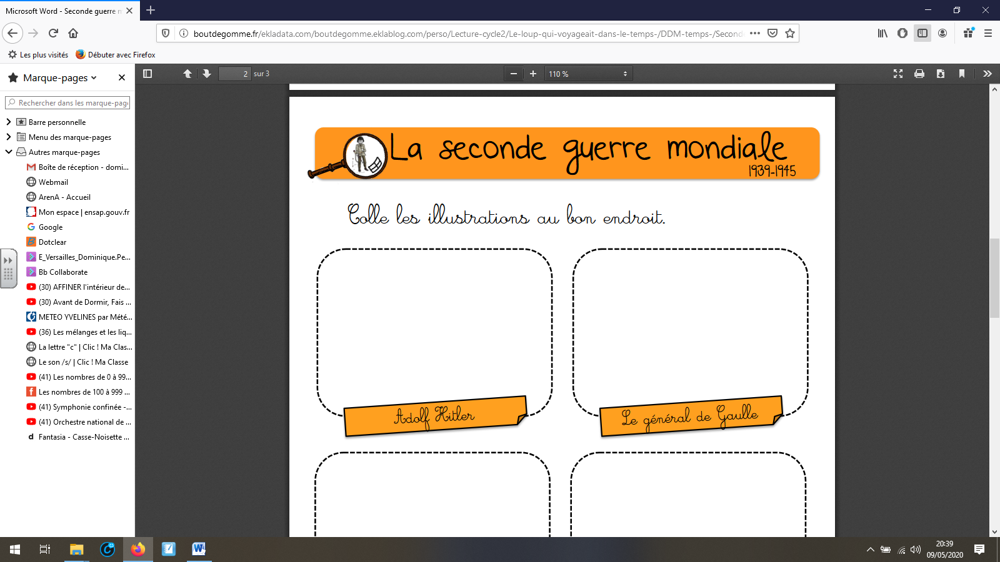 Microsoft Word - Seconde guerre m
boutdegomme.fr/ekladata.com/boutdegomme.eklablog.com/perso/Lecture-cycle2/Le-loup-qui-voyageait-dans-le-temps-/DDM-temps-/Second
Les plus visités
Débuter avec Firefox
Marque-pages
2 sur 3
110 %
Rechercher dans les marque-page
Barre personnelle
Menu des marque-pages
Autres marque-pages
Boîte de réception - domi...
Webmail
ArenA - Accueil
Mon espace | ensap.gouv.fr
Google
Dotclear
E_Versailles_Dominique.Pe...
Bb Collaborate
(30) AFFINER l'intérieur de...
(30) Avant de Dormir, Fais ...
METEO YVELINES par Mété...
(36) Les mélanges et les liq...
La lettre "c" | Clic ! Ma Clas...
Le son /s/ | Clic ! Ma Classe
(41) Les nombres de 0 à 99...
Les nombres de 100 à 999 ...
(41) Symphonie confinée -...
(41) Orchestre national de ...
Fantasia - Casse-Noisette ...
La seconde guerre mondiale
1939-1945
Colle les illustrations au bon endroit.
Adolf Hitler
Le général de Gaulle
20:39
09/05/2020